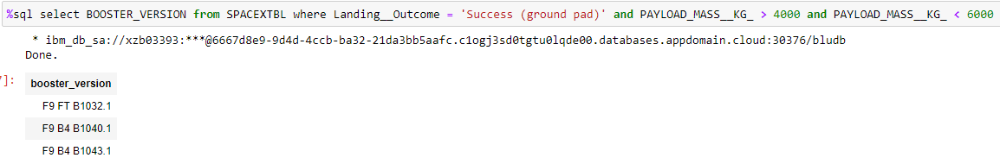 %sql select BOOSTER_VERSION from SPACEXTBL where Landing__Outcome = 'Success (ground pad)' and PAYLOAD_MASS__KG_ > 4000 and PAYLOAD_MASS__KG_ < 6000
* ibm_db_sa://xzb03393:***@6667d8e9-9d4d-4ccb-ba32-21da3bb5aafc.c1ogj3sd0tgtu0lqde00.databases.appdomain.cloud:30376/bludb
Done.
]:
booster_version
F9 FT B1032.1
F9 B4 B1040.1
F9 B4 B1043.1